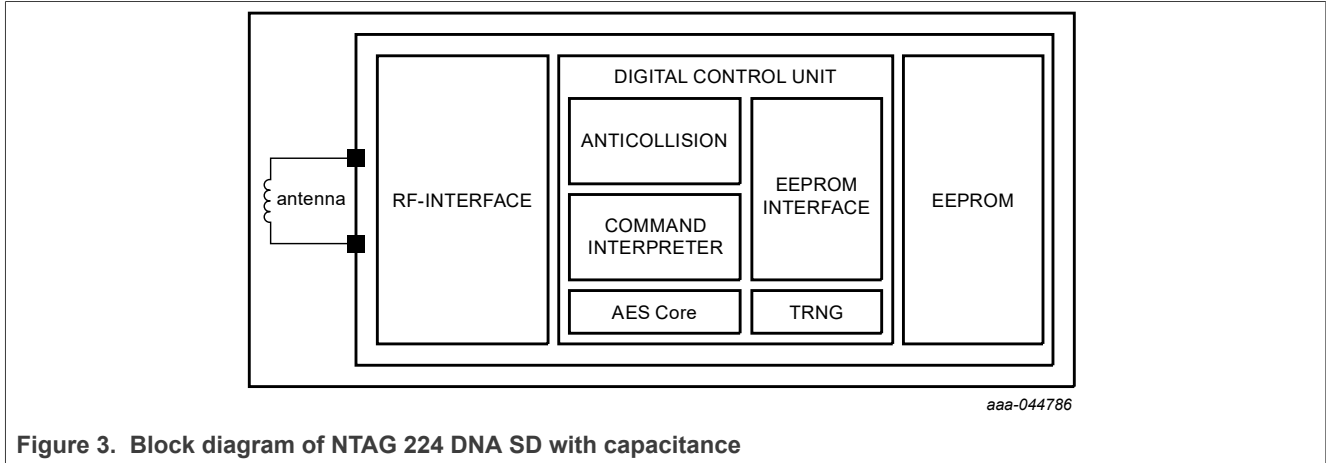 DIGITAL CONTROL UNIT
ANTICOLLISION
antenna
RF-INTERFACE
EEPROM
INTERFACE
EEPROM
COMMAND
INTERPRETER
AES Core
TRNG
aaa-044786
Figure 3. Block diagram of NTAG 224 DNA SD with capacitance